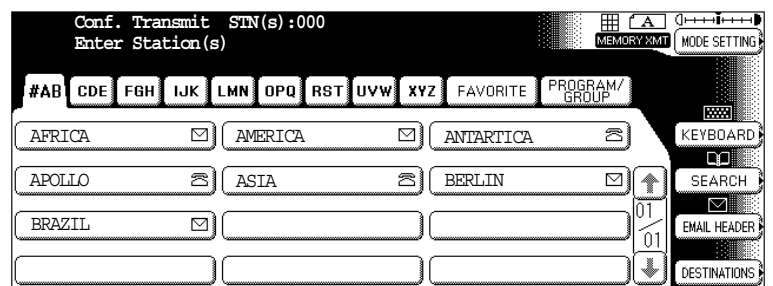 Conf. Transmit STN(s):000
Enter Station(s)
A
MEMORY XMT
MODE SETTING
#AB CDE FGH IJK LMN OPQ RST UVW XYZ FAVORITE PROGRAM/
GROUP
AFRICA AMERICA ANTARTICA
KEYBOARD
APOLLO ASIA BERLIN
SEARCH
BRAZIL
01/01
EMAIL HEADER
DESTINATIONS